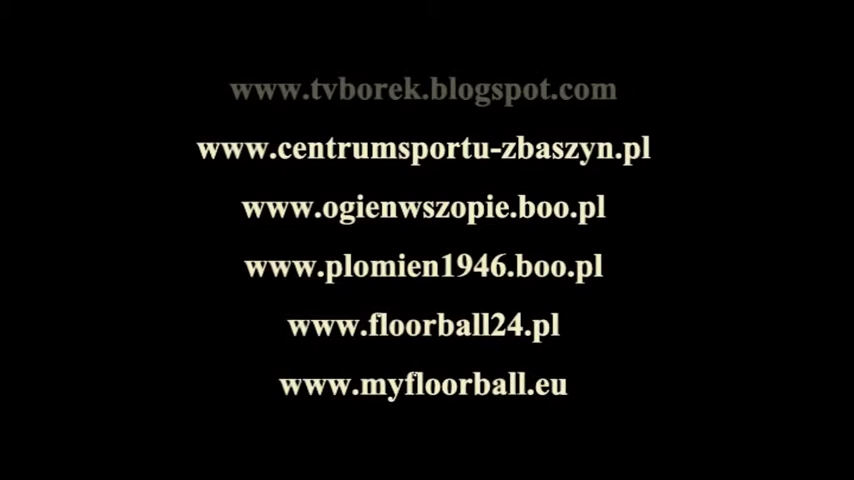 www.tvborek.blogspot.com
www.centrumsportu-zbaszyn.pl
www.ogienwszopie.boo.pl
www.plomien1946.boo.pl
www.floorball24.pl
www.myfloorball.eu